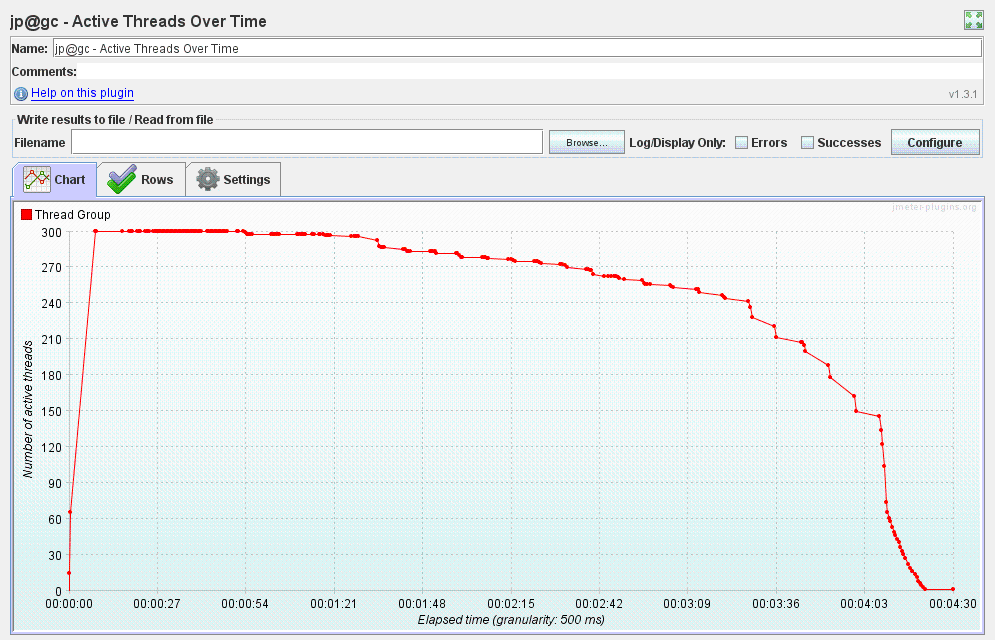 jp@gc - Active Threads Over Time
Name: jp@gc - Active Threads Over Time
Comments:
Help on this plugin
v1.3.1
Write results to file / Read from file
Filename Browse... Log/Display Only: Errors Successes Configure
Chart Rows Settings
jmeter-plugins.org
Thread Group
300
270
240
210
180
150
120
90
60
30
0
Number of active threads
00:00:00 00:00:27 00:00:54 00:01:21 00:01:48 00:02:15 00:02:42 00:03:09 00:03:36 00:04:03 00:04:30
Elapsed time (granularity: 500 ms)